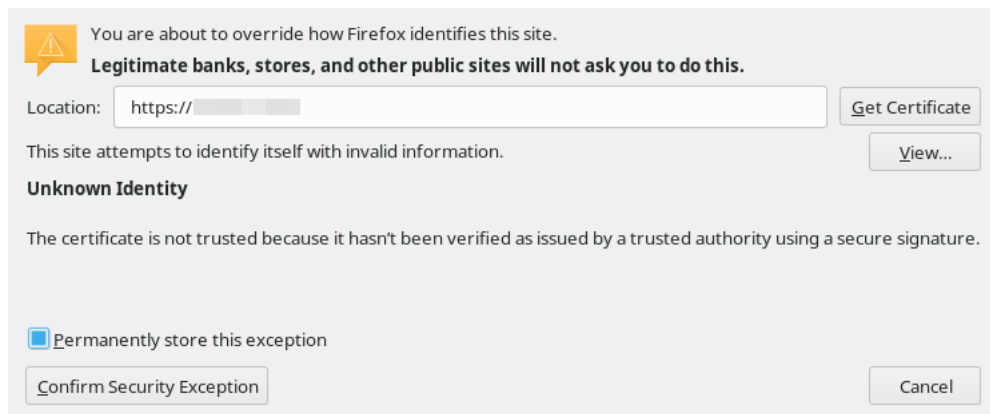 You are about to override how Firefox identifies this site.
Legitimate banks, stores, and other public sites will not ask you to do this.
Location: https:// Get Certificate
This site attempts to identify itself with invalid information. View...
Unknown Identity
The certificate is not trusted because it hasn't been verified as issued by a trusted authority using a secure signature.
Permanently store this exception
Confirm Security Exception Cancel